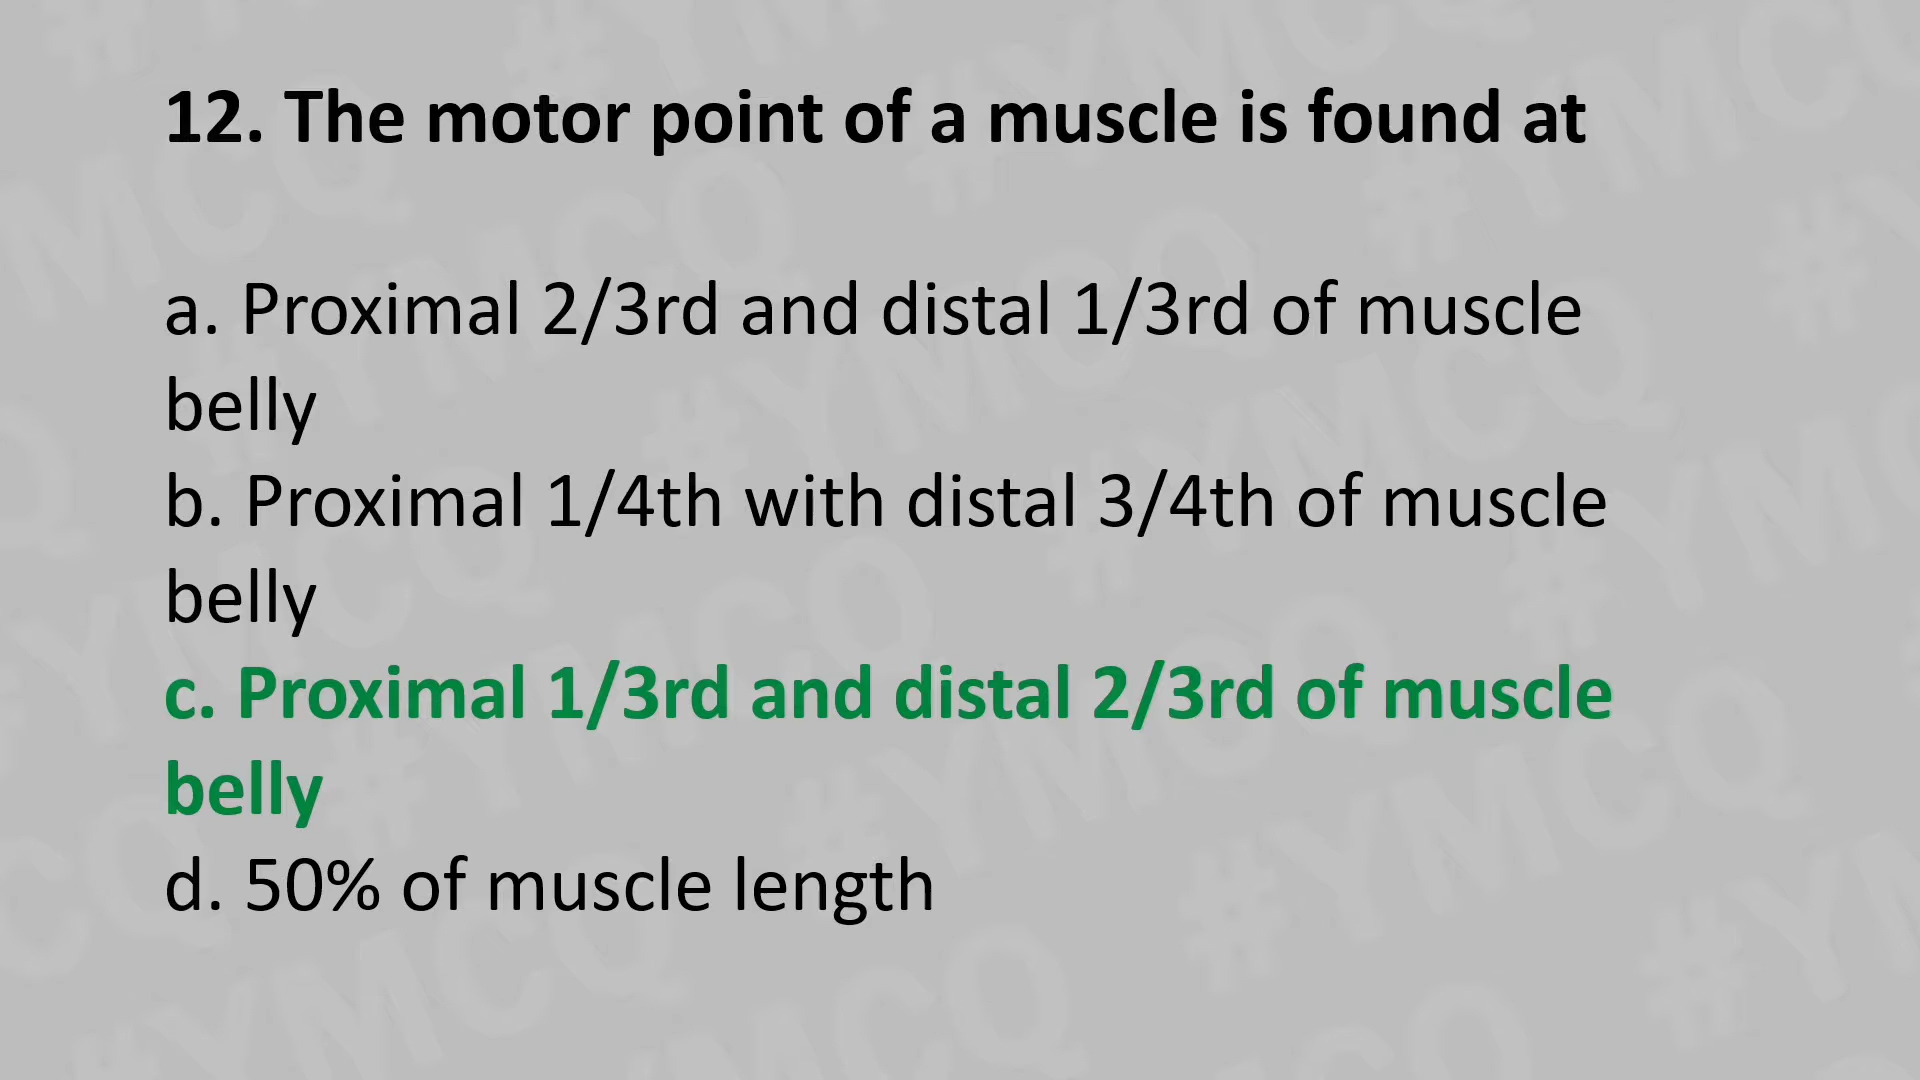 12. The motor point of a muscle is found at
a. Proximal 2/3rd and distal 1/3rd of muscle
belly
b. Proximal 1/4th with distal 3/4th of muscle
belly
c. Proximal 1/3rd and distal 2/3rd of muscle
belly
d. 50% of muscle length